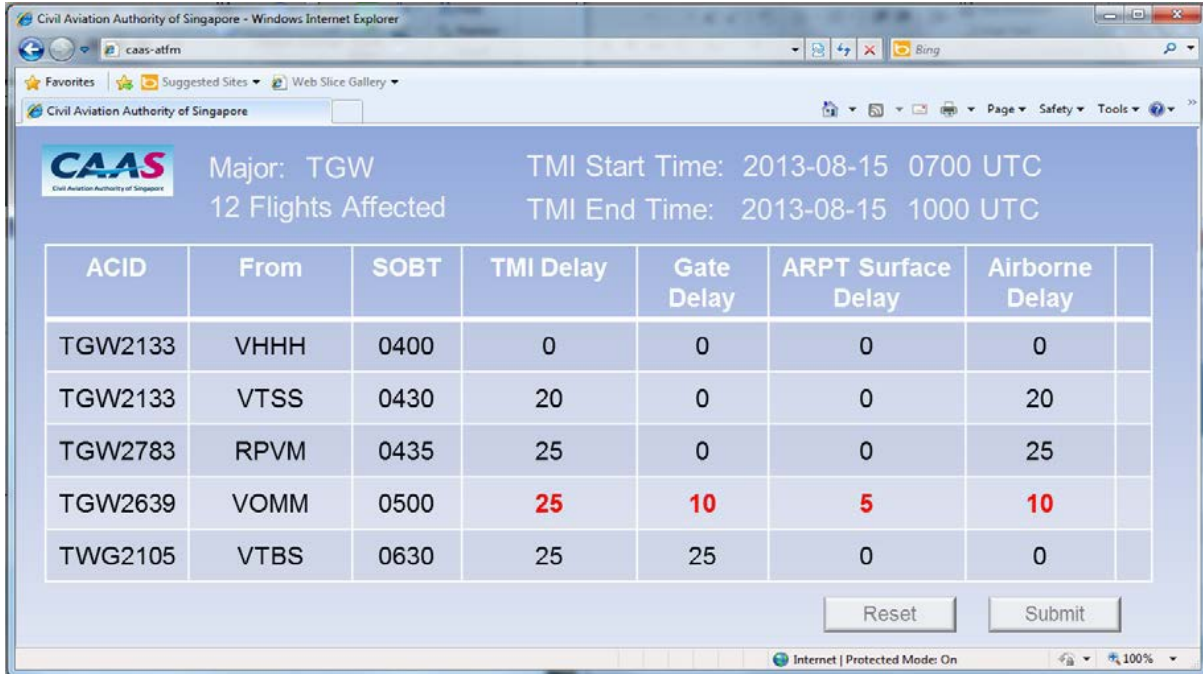 Civil Aviation Authority of Singapore - Windows Internet Explorer
caas-atfm Bing
Favorites Suggested Sites Web Slice Gallery
Civil Aviation Authority of Singapore Page Safety Tools
CAAS Major: TGW TMI Start Time: 2013-08-15 0700 UTC
Civil Aviation Authority of Singapore
12 Flights Affected TMI End Time: 2013-08-15 1000 UTC
ACID From SOBT TMI Delay Gate Delay ARPT Surface Delay Airborne Delay
TGW2133 VHHH 0400 0 0 0 0
TGW2133 VTSS 0430 20 0 0 20
TGW2783 RPVM 0435 25 0 0 25
TGW2639 VOMM 0500 25 10 5 10
TWG2105 VTBS 0630 25 25 0 0
Reset Submit
Internet | Protected Mode: On 100%